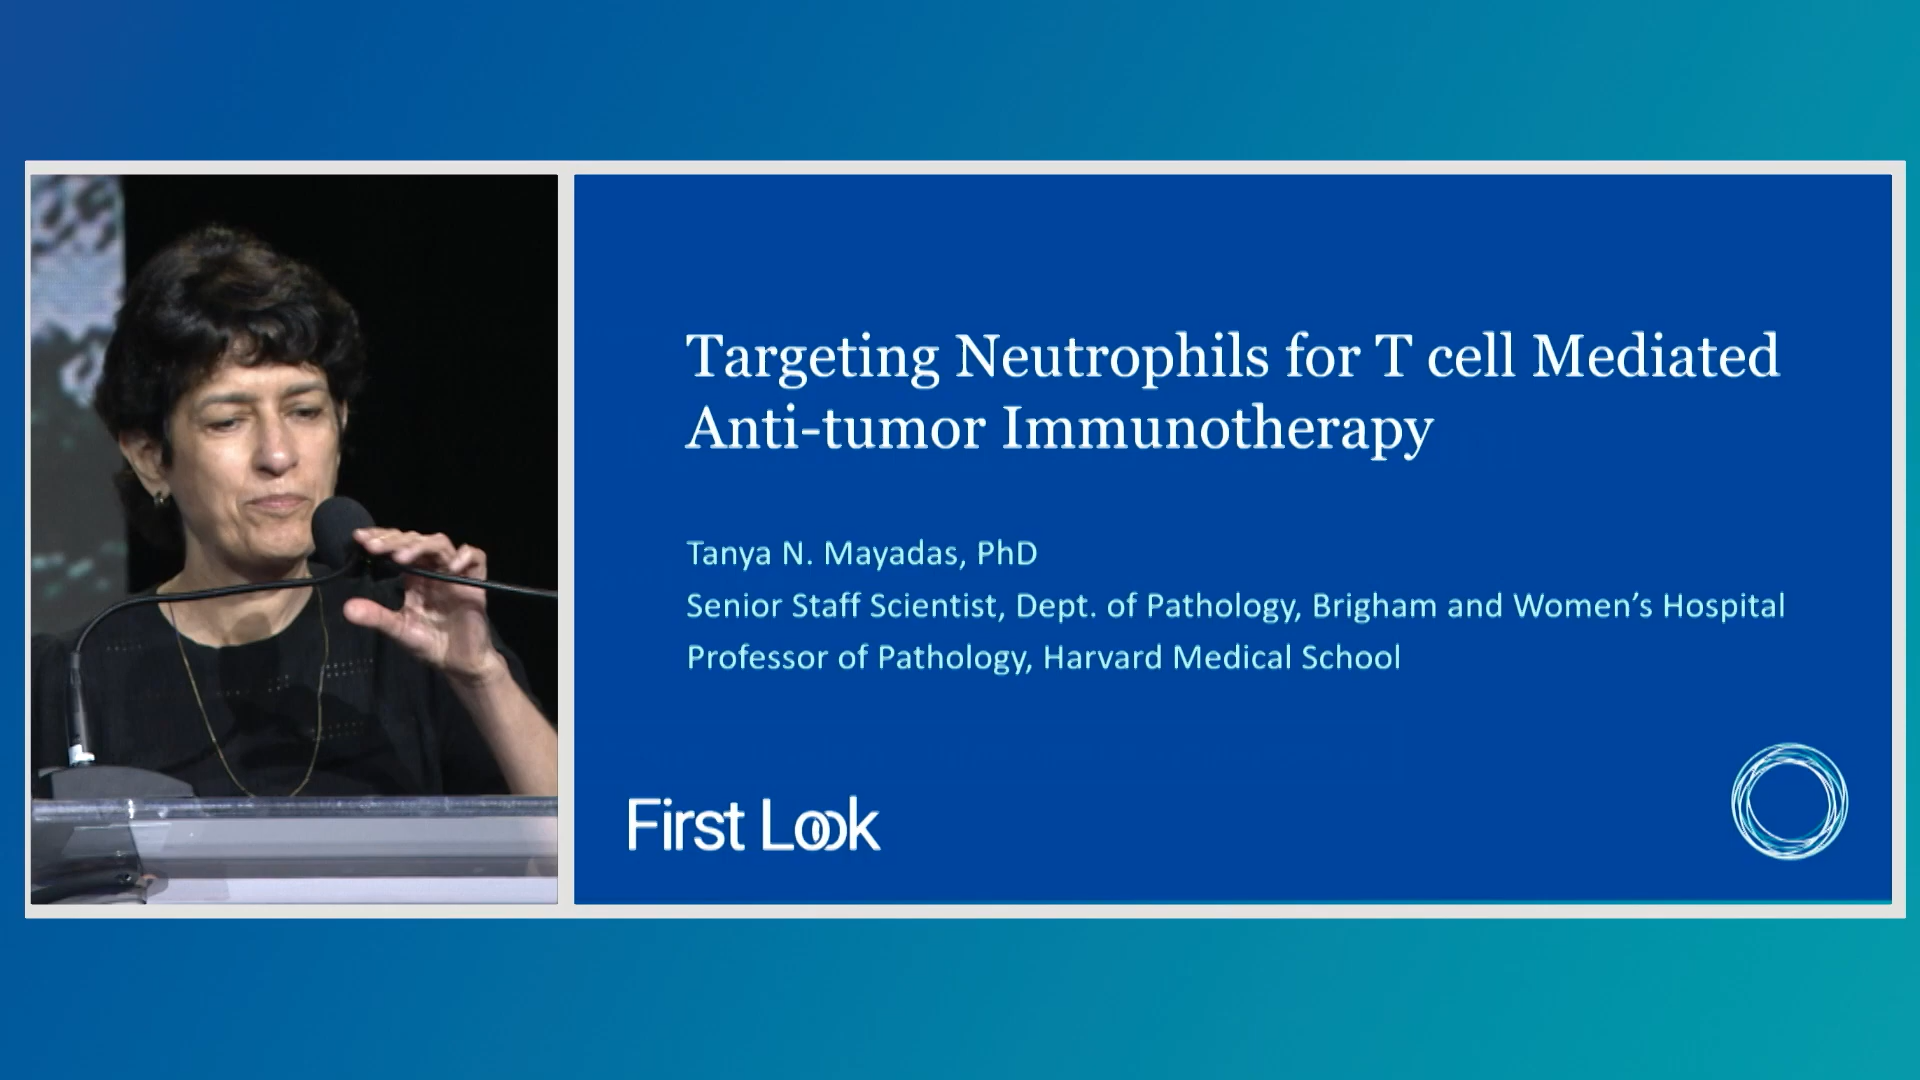 Targeting Neutrophils for T cell Mediated
Anti-tumor Immunotherapy
Tanya N. Mayadas, PhD
Senior Staff Scientist, Dept. of Pathology, Brigham and Women’s Hospital
Professor of Pathology, Harvard Medical School
First Look